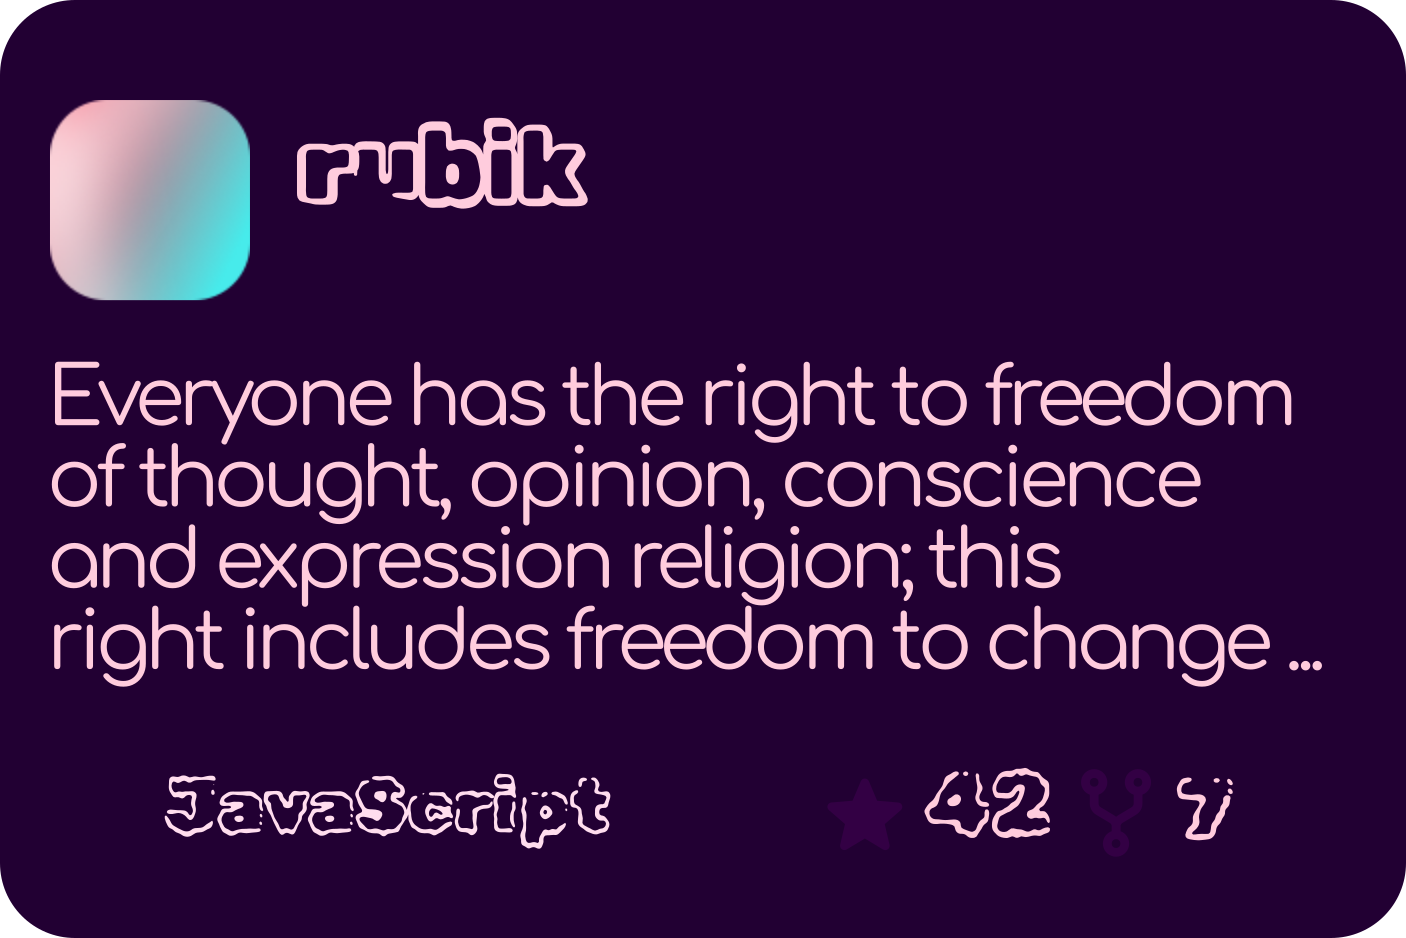 rubik
Everyone has the right to freedom
of thought, opinion, conscience
and expression religion; this
right includes freedom to change ...
JavaScript 42 7